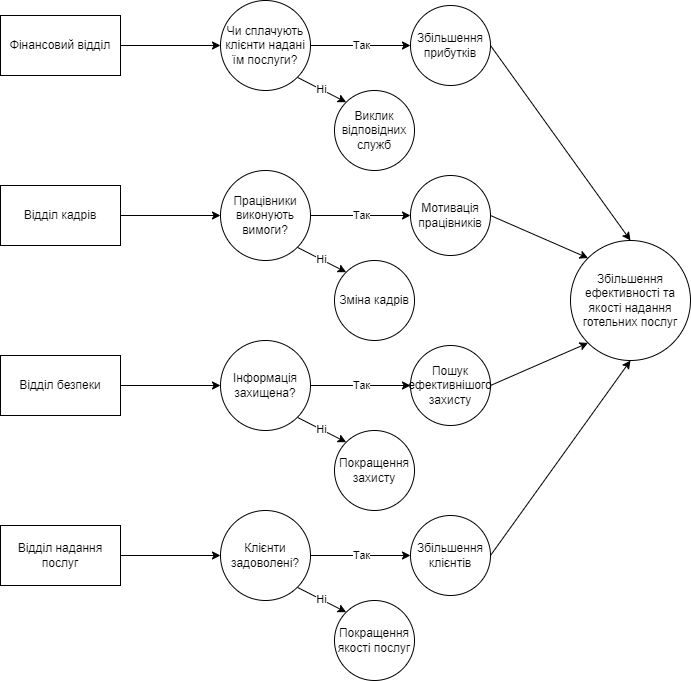 Фінансовий відділ
Чи сплачують
клієнти надані
їм послуги?
Так
Збільшення
прибутків
Ні
Виклик
відповідних
служб
Відділ кадрів
Працівники
виконують
вимоги?
Так
Мотивація
працівників
Ні
Зміна кадрів
Збільшення
ефективності та
якості надання
готельних послуг
Відділ безпеки
Інформація
захищена?
Так
Пошук
ефективнішого
захисту
Ні
Покращення
захисту
Відділ надання
послуг
Клієнти
задоволені?
Так
Збільшення
клієнтів
Ні
Покращення
якості послуг